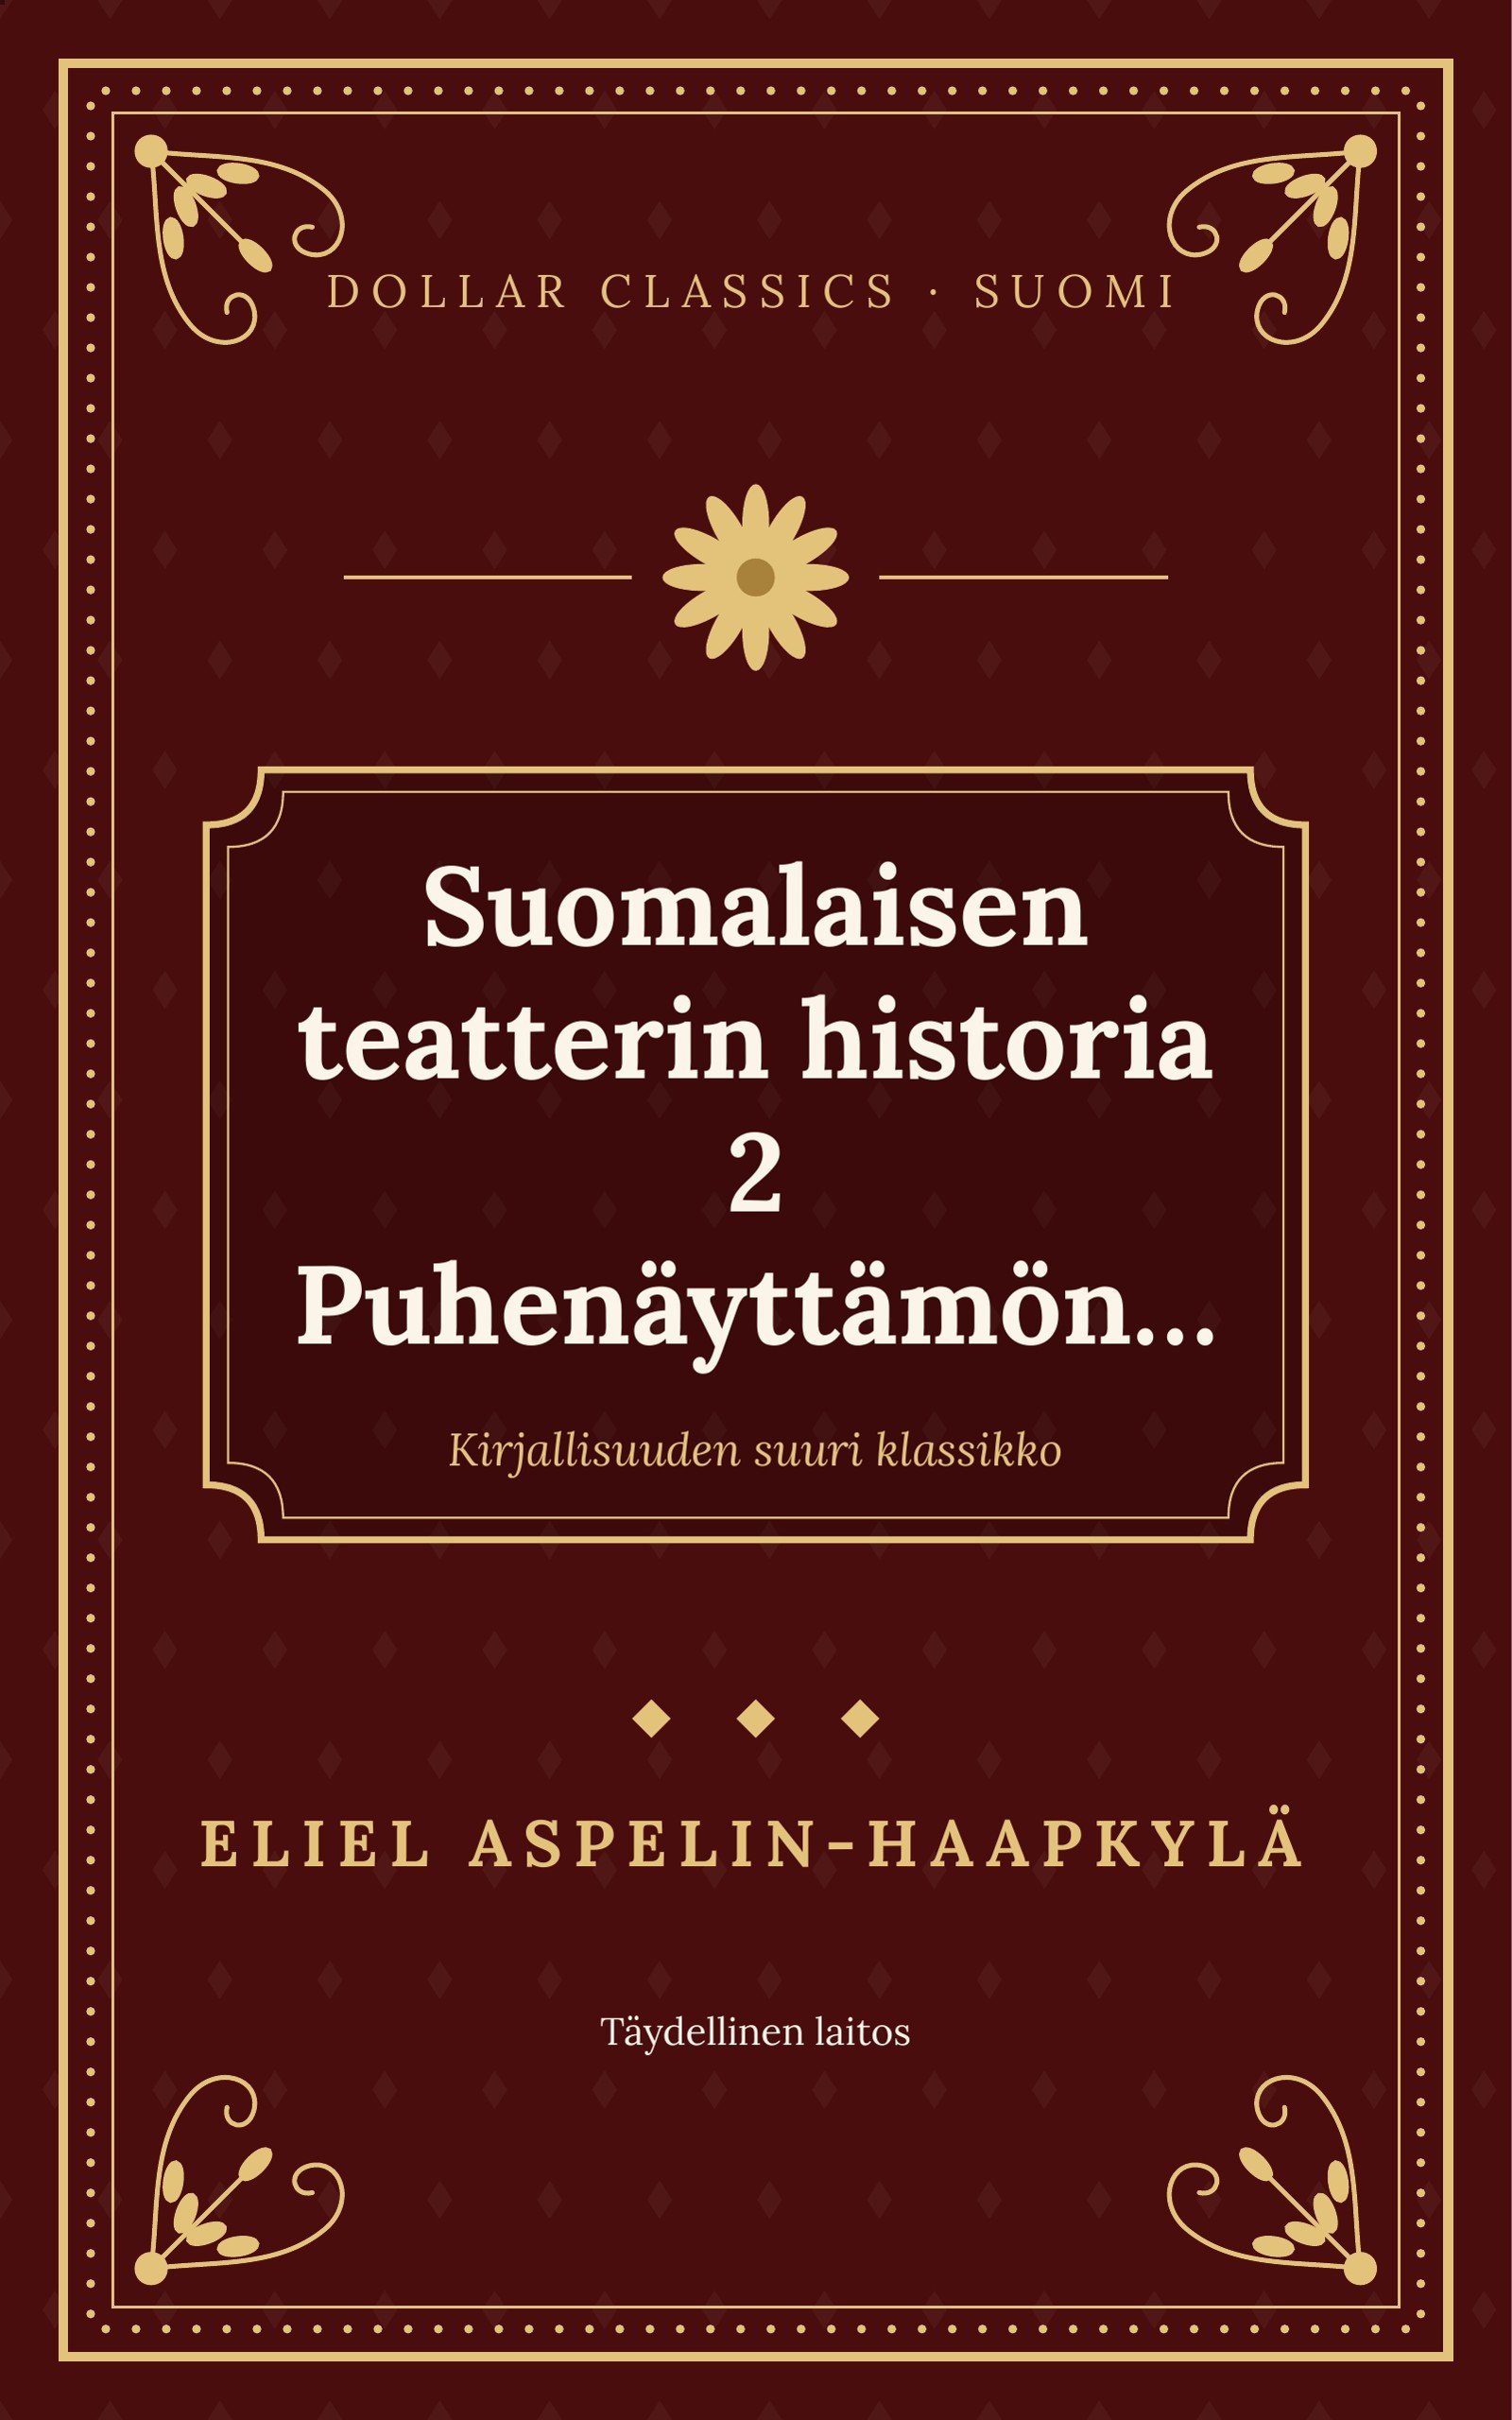 DOLLAR CLASSICS · SUOMI
Suomalaisen
teatterin historia
2
Puhenäyttämön…
Kirjallisuuden suuri klassikko
ELIEL ASPELIN-HAAPKYLÄ
Täydellinen laitos